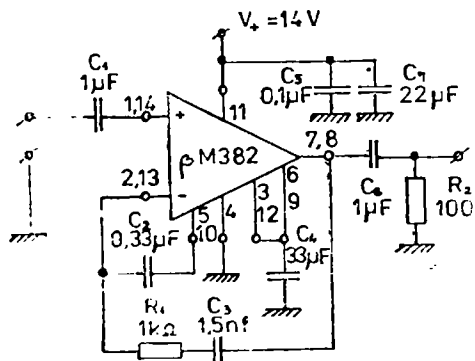 V+ = 14 V
C1
1µF
1,14
+
11
C5
0,1µF
C7
22µF
βM382
7,8
2,13
-
6
3
9
12
5
4
10
C2
0,33µF
C4
33µF
C6
1µF
R2
100
R1
1kΩ
C3
1,5nf